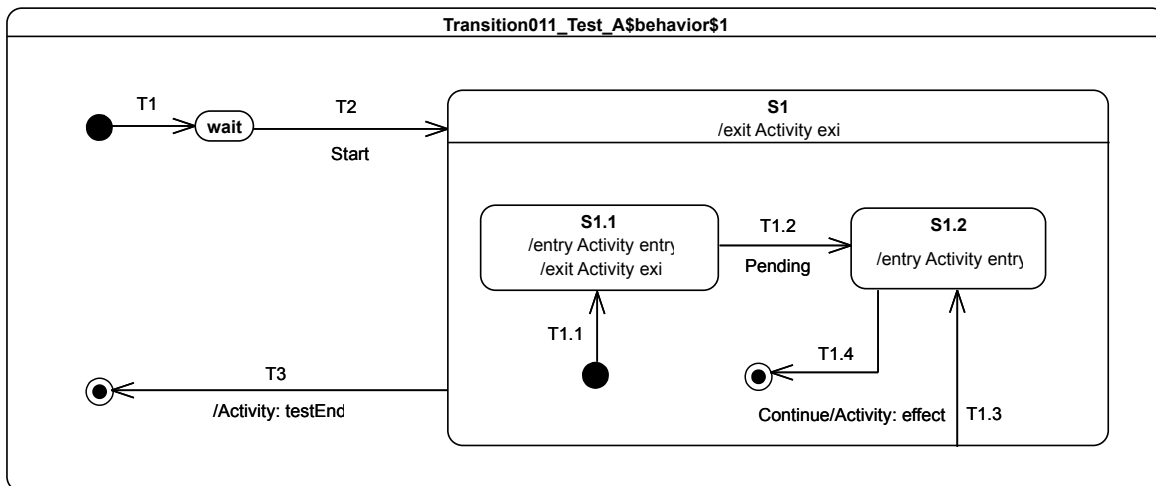 Transition011_Test_A$behavior$1
T1
wait
T2
Start
S1
/exit Activity exi
S1.1
/entry Activity entry
/exit Activity exi
T1.2
Pending
S1.2
/entry Activity entry
T1.1
T1.4
T3
/Activity: testEnd
Continue/Activity: effect
T1.3